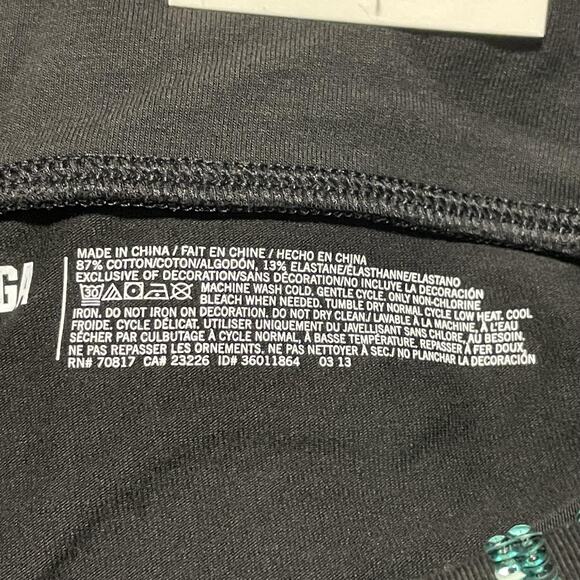 GA
MADE IN CHINA / FAIT EN CHINE / HECHO EN CHINA
87% COTTON/COTON/ALGODÓN, 13% ELASTANE/ÉLASTHANNE/ELASTANO
EXCLUSIVE OF DECORATION/SANS DÉCORATION/NO INCLUYE LA DECORACIÓN
30 MACHINE WASH COLD. GENTLE CYCLE. ONLY NON-CHLORINE
BLEACH WHEN NEEDED. TUMBLE DRY NORMAL CYCLE LOW HEAT. COOL
IRON. DO NOT IRON ON DECORATION. DO NOT DRY CLEAN / LAVABLE À LA MACHINE, À L'EAU
FROIDE. CYCLE DÉLICAT. UTILISER UNIQUEMENT DU JAVELLISANT SANS CHLORE, AU BESOIN.
SÉCHER PAR CULBUTAGE À CYCLE NORMAL, À BASSE TEMPÉRATURE. REPASSER À FER DOUX.
NE PAS REPASSER LES ORNEMENTS. NE PAS NETTOYER À SEC/ NO PLANCHAR LA DECORACIÓN
RN# 70817 CA# 23226 ID# 36011864 03 13